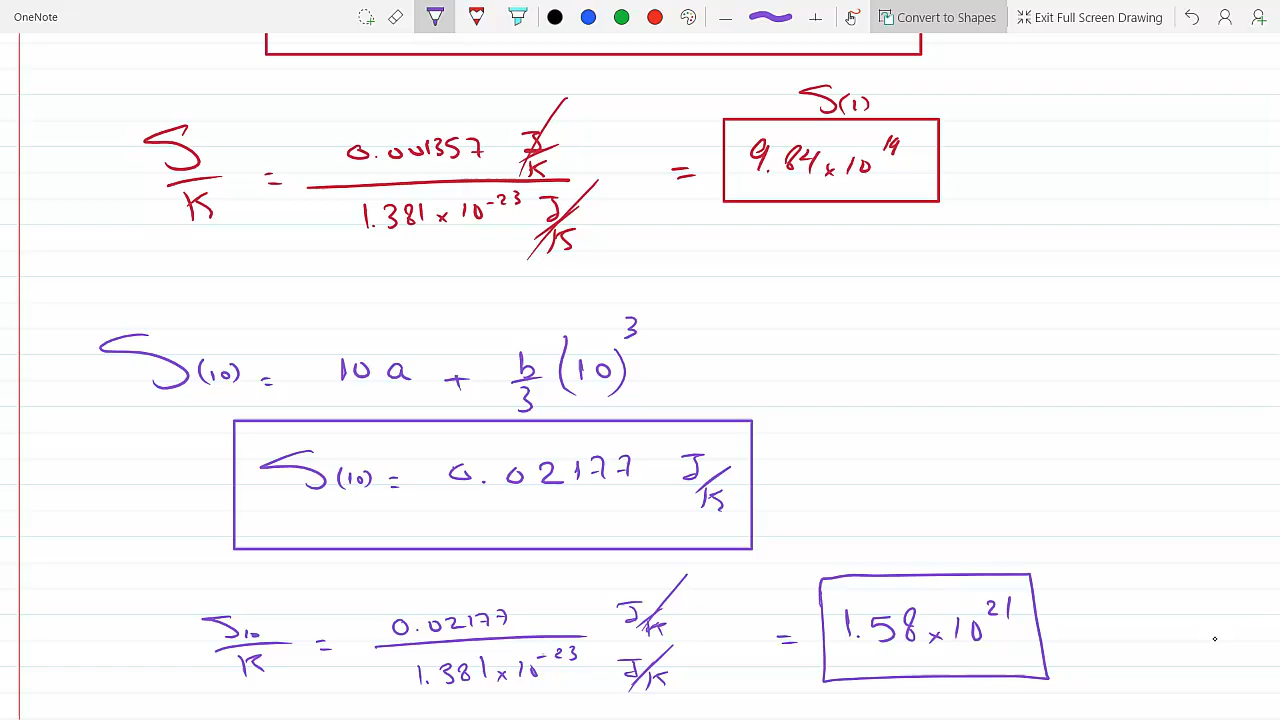 OneNote
Convert to Shapes
Exit Full Screen Drawing
S(1)
S/K = 0.001357 J/K / 1.381 × 10^-23 J/K = 9.84 × 10^19
S(10) = 10a + b/3 (10)^3
S(10) = 0.02177 J/K
S10/K = 0.02177 J/K / 1.381 × 10^-23 J/K = 1.58 × 10^21